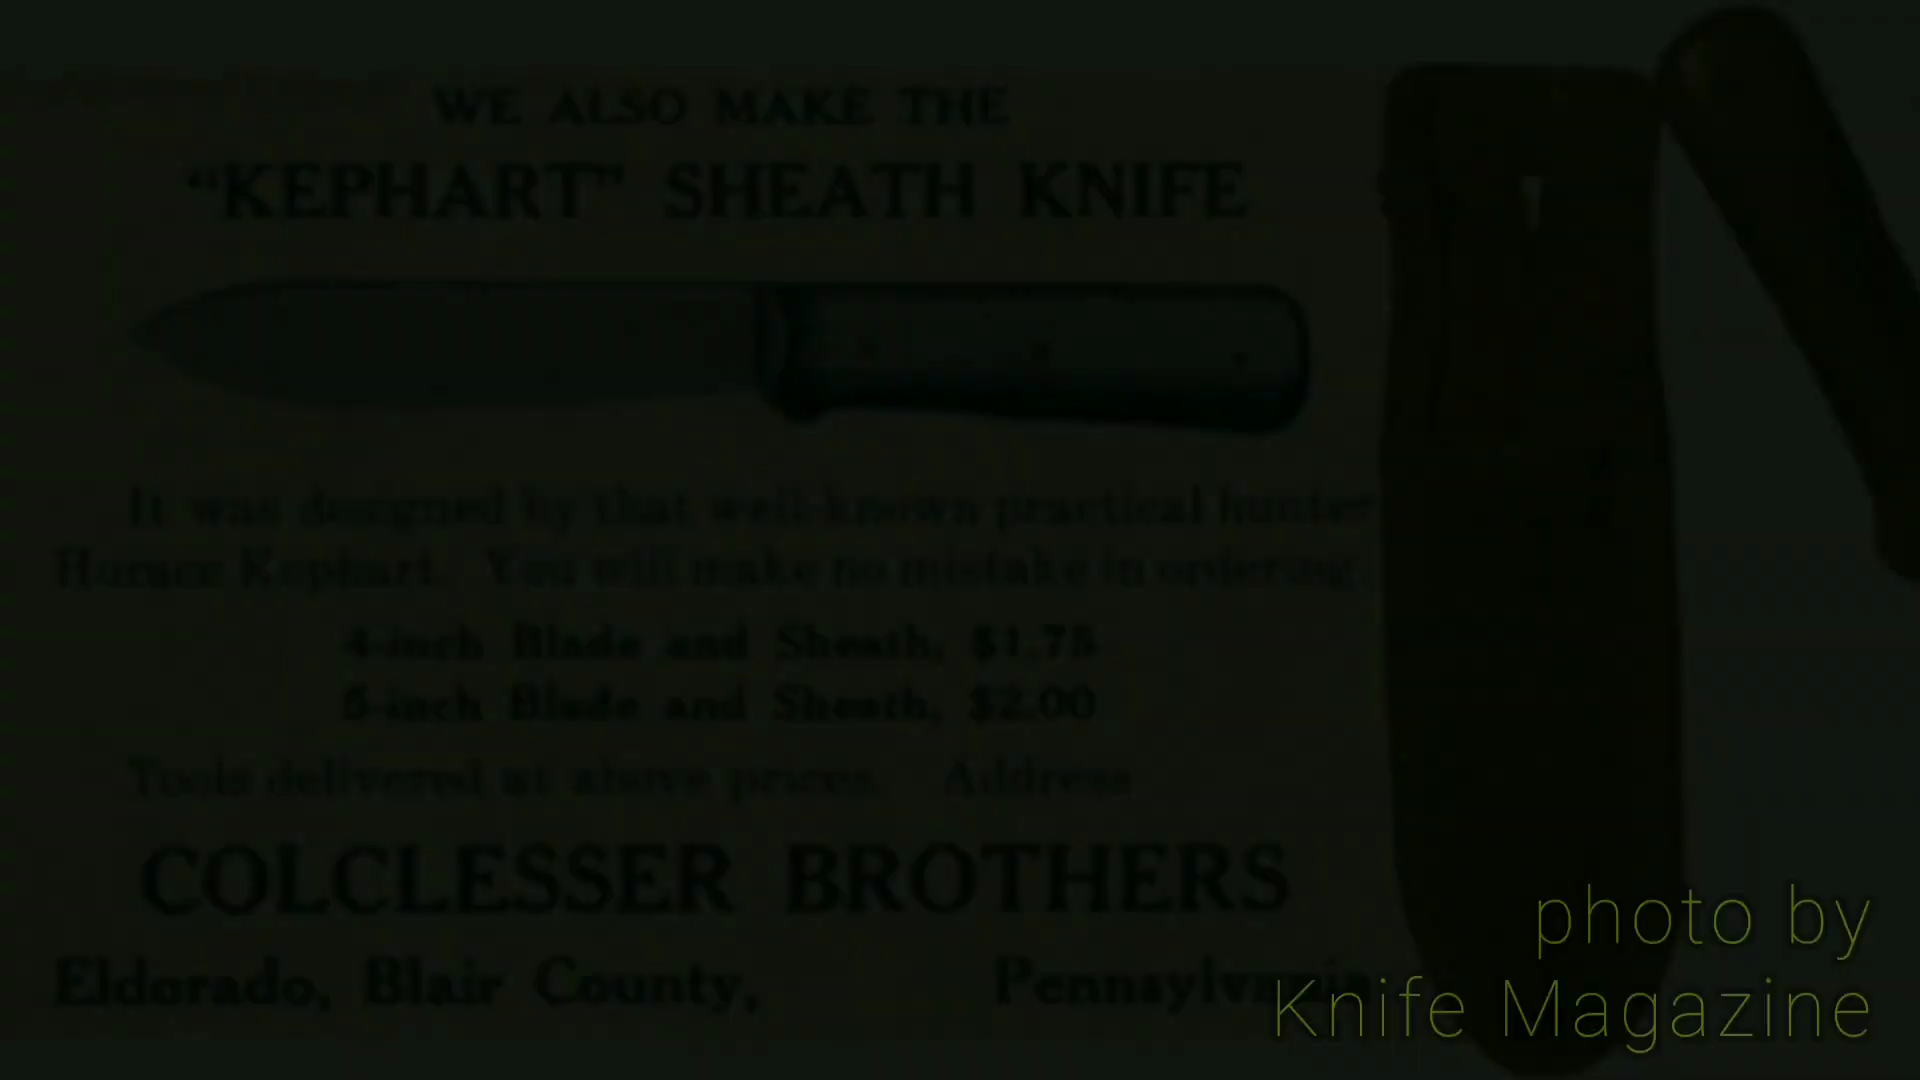 WE ALSO MAKE THE
"KEPHART" SHEATH KNIFE
It was designed by that well-known practical hunter
Horace Kephart. You will make no mistake in ordering.
4-inch Blade and Sheath, $1.75
5-inch Blade and Sheath, $2.00
Tools delivered at above prices. Address
COLCLESSER BROTHERS
Eldorado, Blair County, Pennsylvania
photo by
Knife Magazine